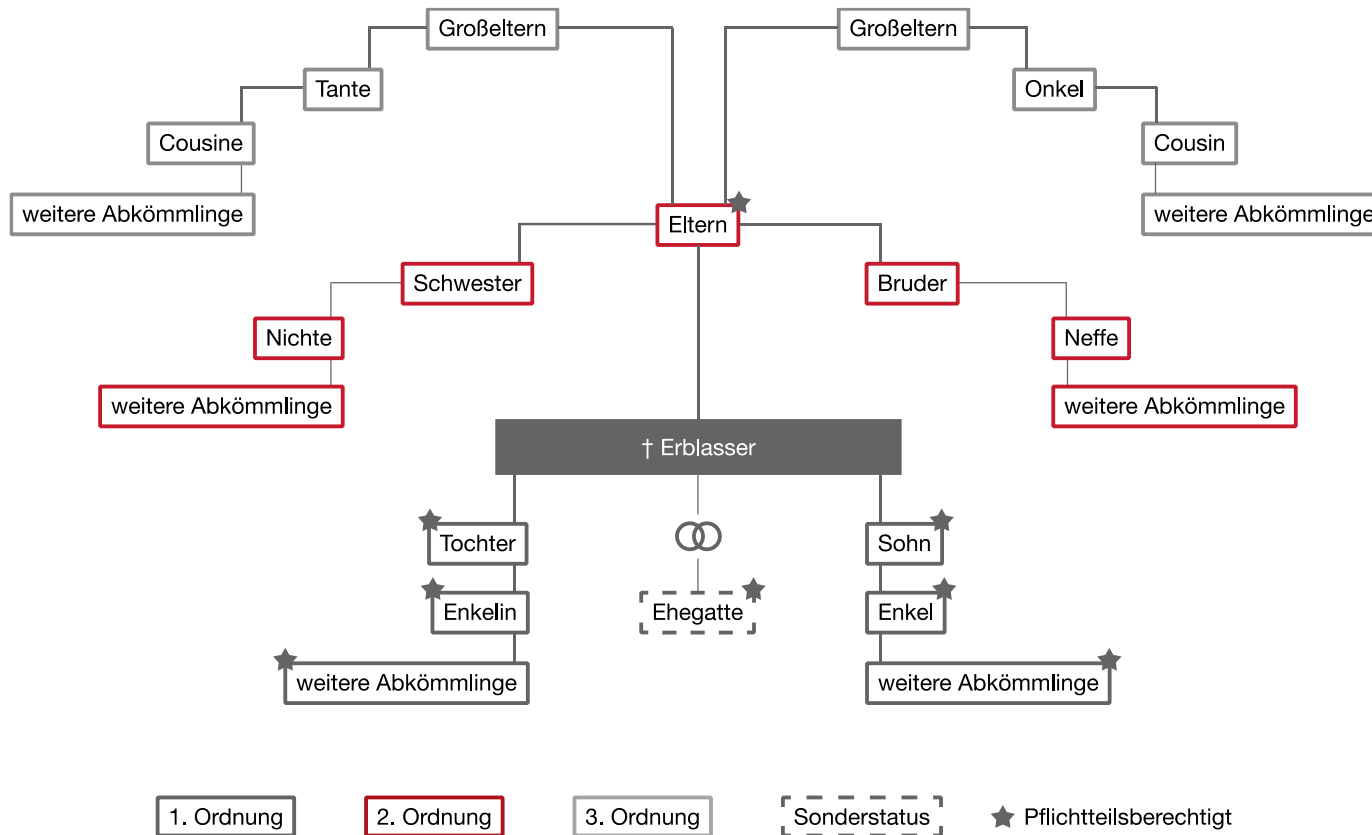 Großeltern
Großeltern
Tante
Onkel
Cousine
Cousin
weitere Abkömmlinge
weitere Abkömmlinge
Eltern
Schwester
Bruder
Nichte
Neffe
weitere Abkömmlinge
weitere Abkömmlinge
† Erblasser
Tochter
Sohn
Enkelin
Ehegatte
Enkel
weitere Abkömmlinge
weitere Abkömmlinge
1. Ordnung
2. Ordnung
3. Ordnung
Sonderstatus
Pflichtteilsberechtigt